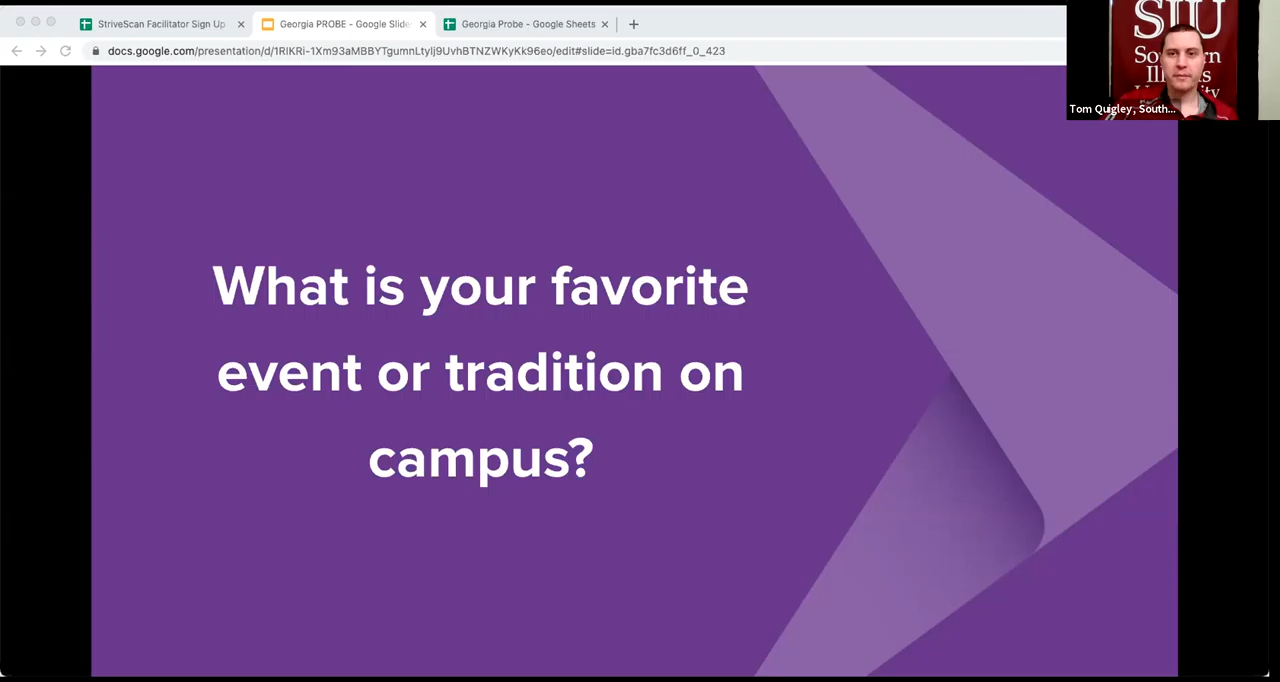 StriveScan Facilitator Sign Up
Georgia PROBE - Google Slide
Georgia Probe - Google Sheets
docs.google.com/presentation/d/1RIKRi-1Xm93aMBBYTgumnLtyIj9UvhBTNZWKyKk96eo/edit#slide=id.gba7fc3d6ff_0_423
SIU
Tom Quigley, South...
What is your favorite
event or tradition on
campus?